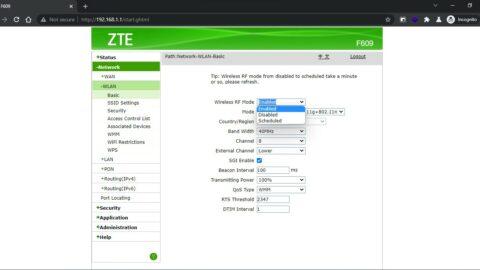 F609
Incognito
Not secure | http://192.168.1.1/start.ghtml
ZTE
F609
+Status
Path:Network-WLAN-Basic
中文
Logout
-Network
Tip: Wireless RF mode from disabled to scheduled take a minute
or so, please refresh.
+WAN
-WLAN
Basic
SSID Settings
Security
Access Control List
Associated Devices
WMM
WiFi Restrictions
WPS
+LAN
+PON
+Routing(IPv4)
+Routing(IPv6)
Port Locating
+Security
+Application
+Administration
+Help
Wireless RF Mode Enabled
Enabled
Disabled
Scheduled
Mode 11g+802.11n
Country/Region
Band Width 40MHz
Channel 8
External Channel Lower
SGI Enable
Beacon Interval 100 ms
Transmitting Power 100%
QoS Type WMM
RTS Threshold 2347
DTIM Interval 1
?